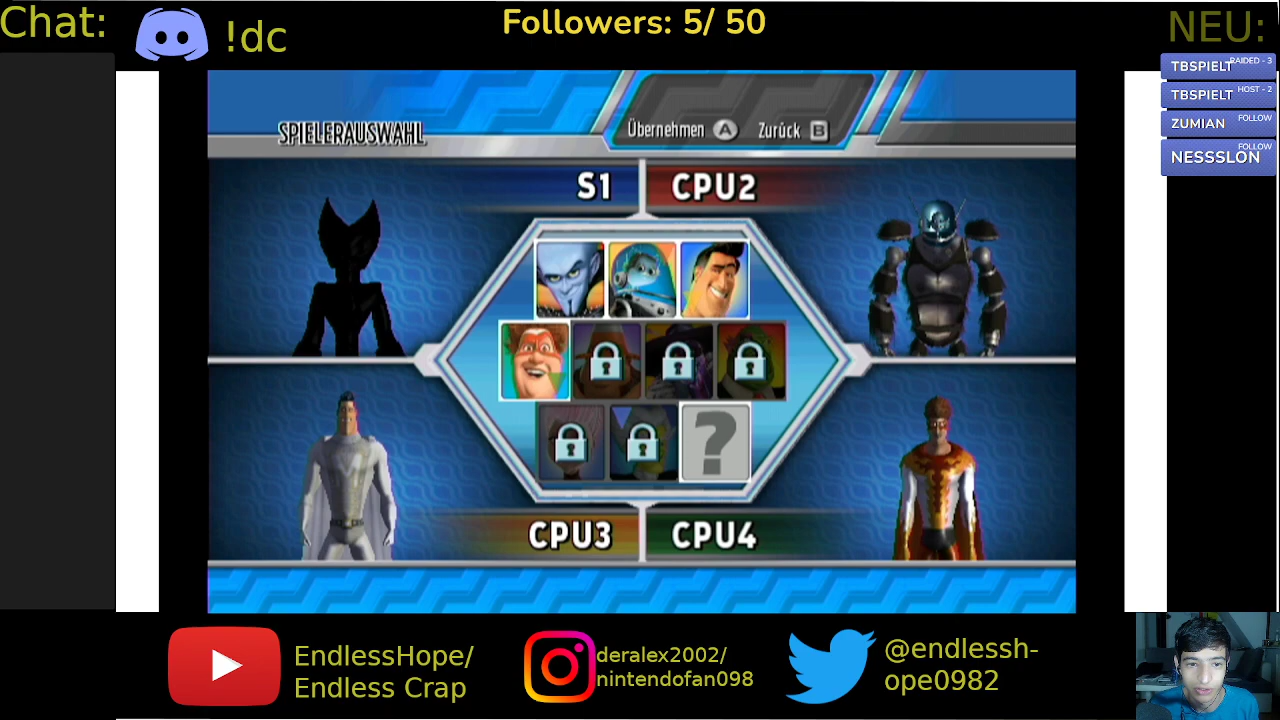 Chat:
!dc
Followers: 5/ 50
NEU:
TBSPIELT RAIDED - 3
TBSPIELT HOST - 2
ZUMIAN FOLLOW
NESSSLON FOLLOW
SPIELERAUSWAHL
Übernehmen A Zurück B
S1 CPU2
?
CPU3 CPU4
EndlessHope/
Endless Crap
deralex2002/
nintendofan098
@endlessh-
ope0982